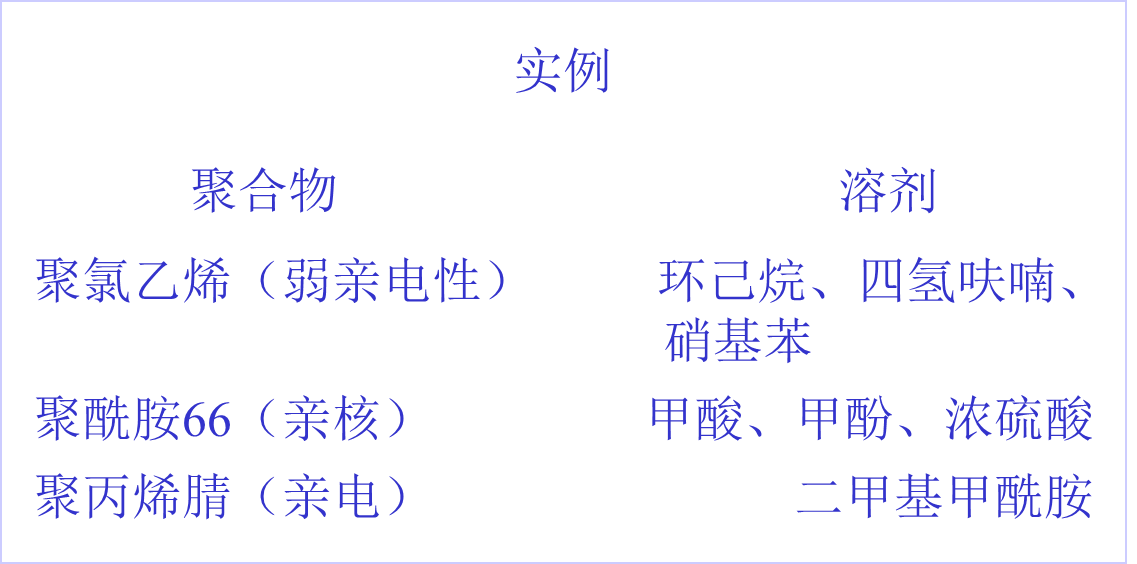 实例
聚合物 溶剂
聚氯乙烯（弱亲电性） 环己烷、四氢呋喃、
硝基苯
聚酰胺66（亲核） 甲酸、甲酚、浓硫酸
聚丙烯腈（亲电） 二甲基甲酰胺